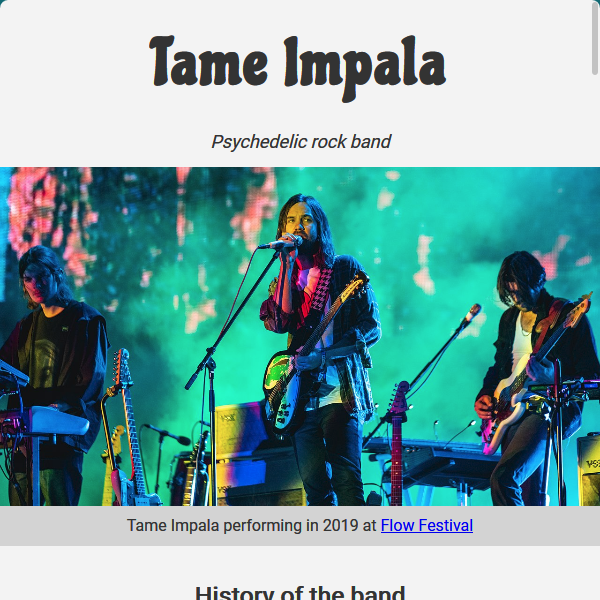 Tame Impala
Psychedelic rock band
Tame Impala performing in 2019 at Flow Festival
History of the band